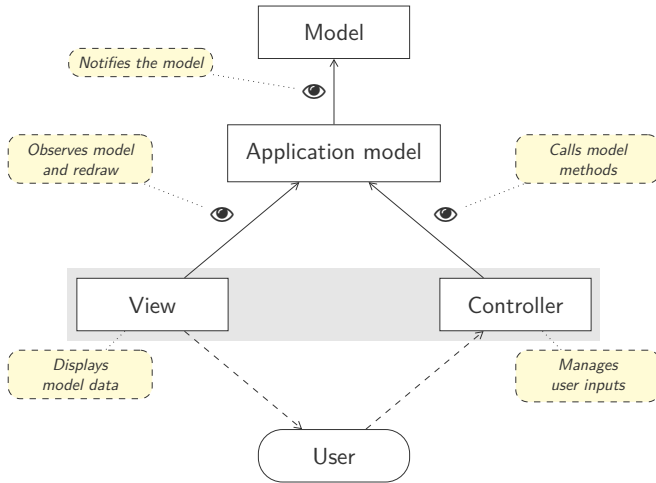 Model
Notifies the model
Application model
Observes model
and redraw
Calls model
methods
View
Controller
Displays
model data
Manages
user inputs
User